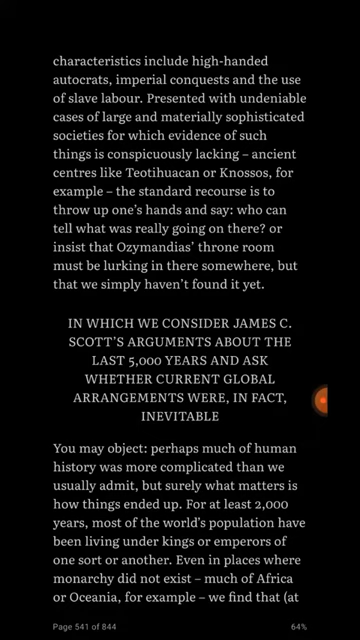 characteristics include high-handed
autocrats, imperial conquests and the use
of slave labour. Presented with undeniable
cases of large and materially sophisticated
societies for which evidence of such
things is conspicuously lacking – ancient
centres like Teotihuacan or Knossos, for
example – the standard recourse is to
throw up one’s hands and say: who can
tell what was really going on there? or
insist that Ozymandias’ throne room
must be lurking in there somewhere, but
that we simply haven’t found it yet.
IN WHICH WE CONSIDER JAMES C.
SCOTT’S ARGUMENTS ABOUT THE
LAST 5,000 YEARS AND ASK
WHETHER CURRENT GLOBAL
ARRANGEMENTS WERE, IN FACT,
INEVITABLE
You may object: perhaps much of human
history was more complicated than we
usually admit, but surely what matters is
how things ended up. For at least 2,000
years, most of the world’s population have
been living under kings or emperors of
one sort or another. Even in places where
monarchy did not exist – much of Africa
or Oceania, for example – we find that (at
Page 541 of 844 64%